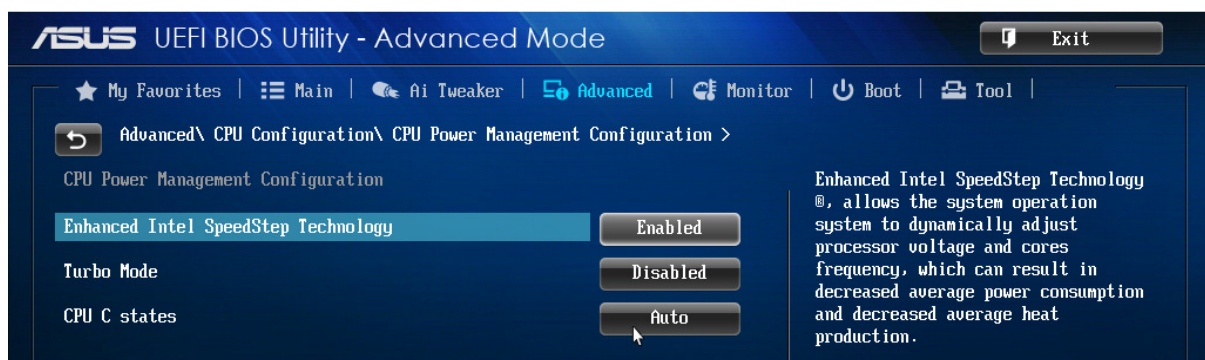 ASUS UEFI BIOS Utility - Advanced Mode
Exit
My Favorites | Main | Ai Tweaker | Advanced | Monitor | Boot | Tool |
Advanced\ CPU Configuration\ CPU Power Management Configuration >
CPU Power Management Configuration
Enhanced Intel SpeedStep Technology Enabled
Turbo Mode Disabled
CPU C states Auto
Enhanced Intel SpeedStep Technology
®, allows the system operation
system to dynamically adjust
processor voltage and cores
frequency, which can result in
decreased average power consumption
and decreased average heat
production.